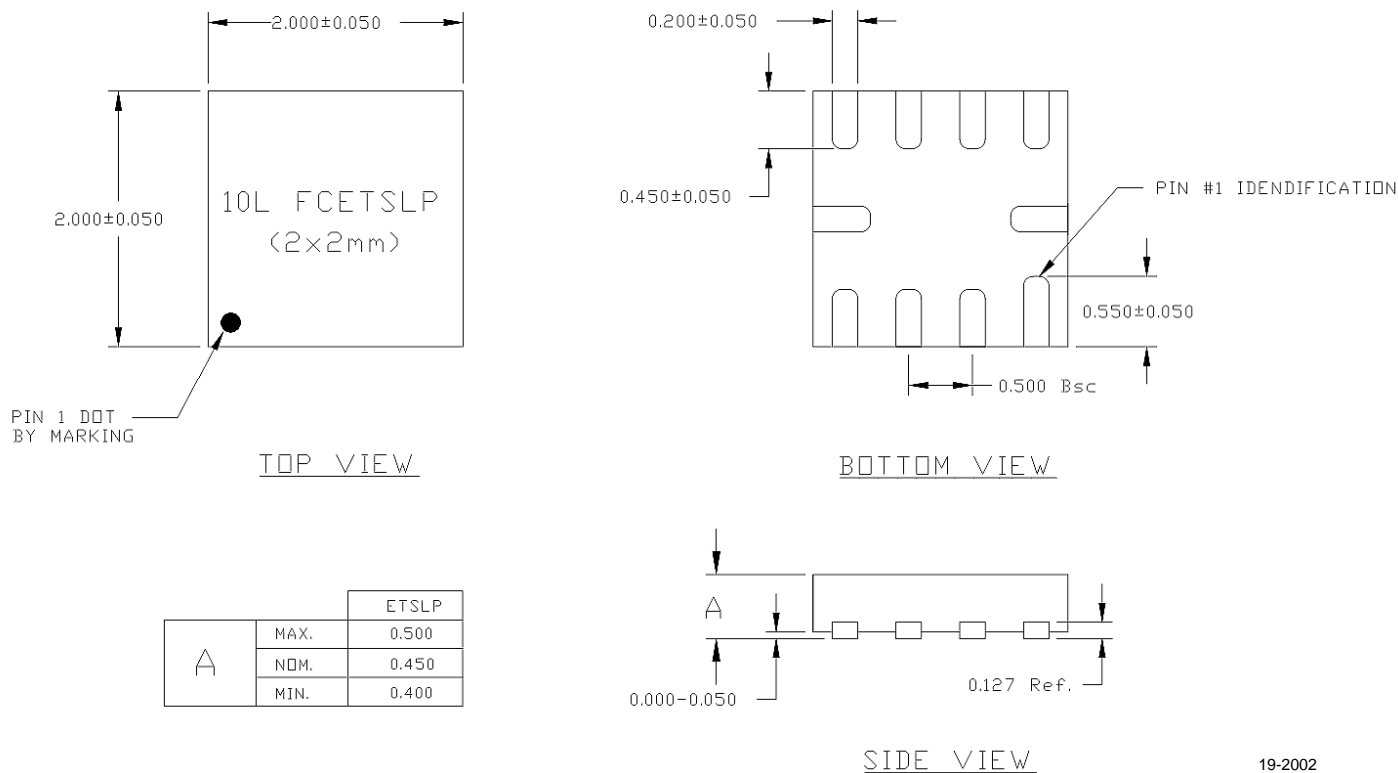 2.000±0.050
2.000±0.050
10L FCETSLP
(2x2mm)
PIN 1 DOT
BY MARKING
TOP VIEW
0.200±0.050
0.450±0.050
PIN #1 IDENDIFICATION
0.550±0.050
0.500 Bsc
BOTTOM VIEW
ETSLP
A
MAX.
0.500
NOM.
0.450
MIN.
0.400
A
0.000-0.050
0.127 Ref.
SIDE VIEW
19-2002